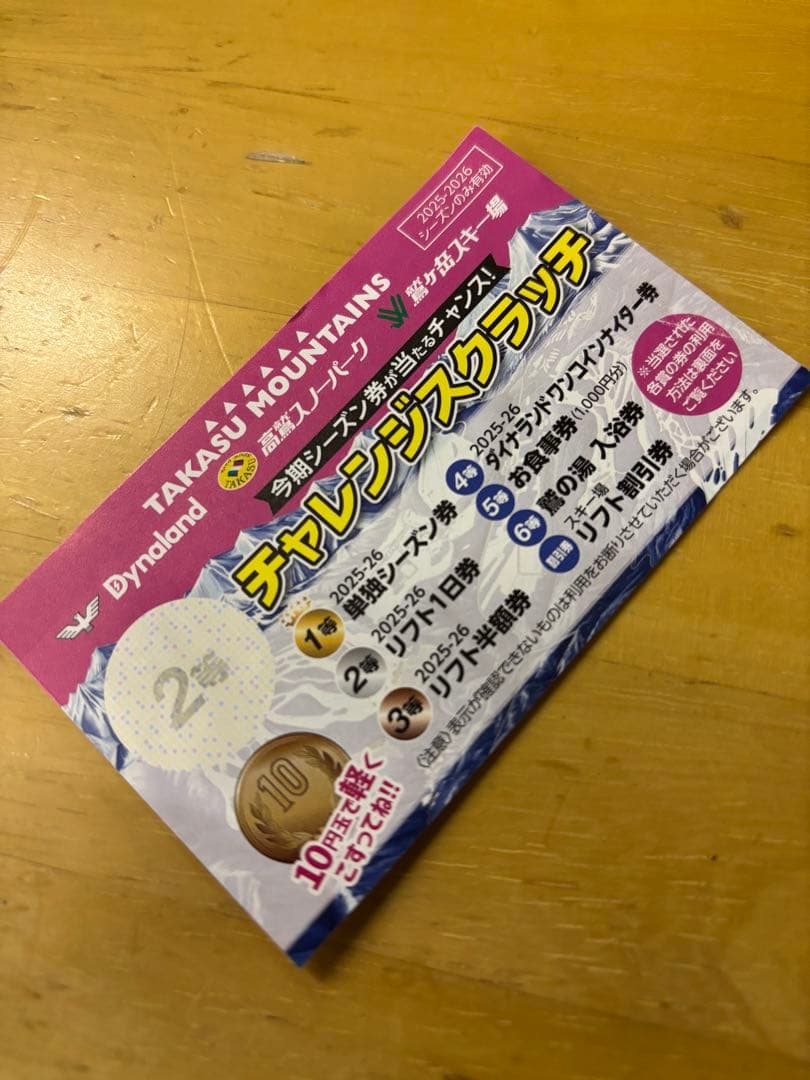 2025-2026
シーズンのみ有効
TAKASU MOUNTAINS
Dynaland
TAKASU
高鷲スノーパーク
鷲ヶ岳スキー場
今期シーズン券が当たるチャンス!
チャレンジスクラッチ
2等
1等 2025-26 単独シーズン券
2等 2025-26 リフト1日券
3等 2025-26 リフト半額券
4等 2025-26 ダイナランドワンコインナイター券
5等 お食事券(1,000円分)
6等 鷲の湯 入浴券
割引券 スキー場 リフト割引券
※当選された
各賞の券の利用
方法は裏面を
ご覧ください
(注意)表示が確認できないものは利用をお断りさせていただく場合がございます。
10
10円玉で軽く
こすってね!!